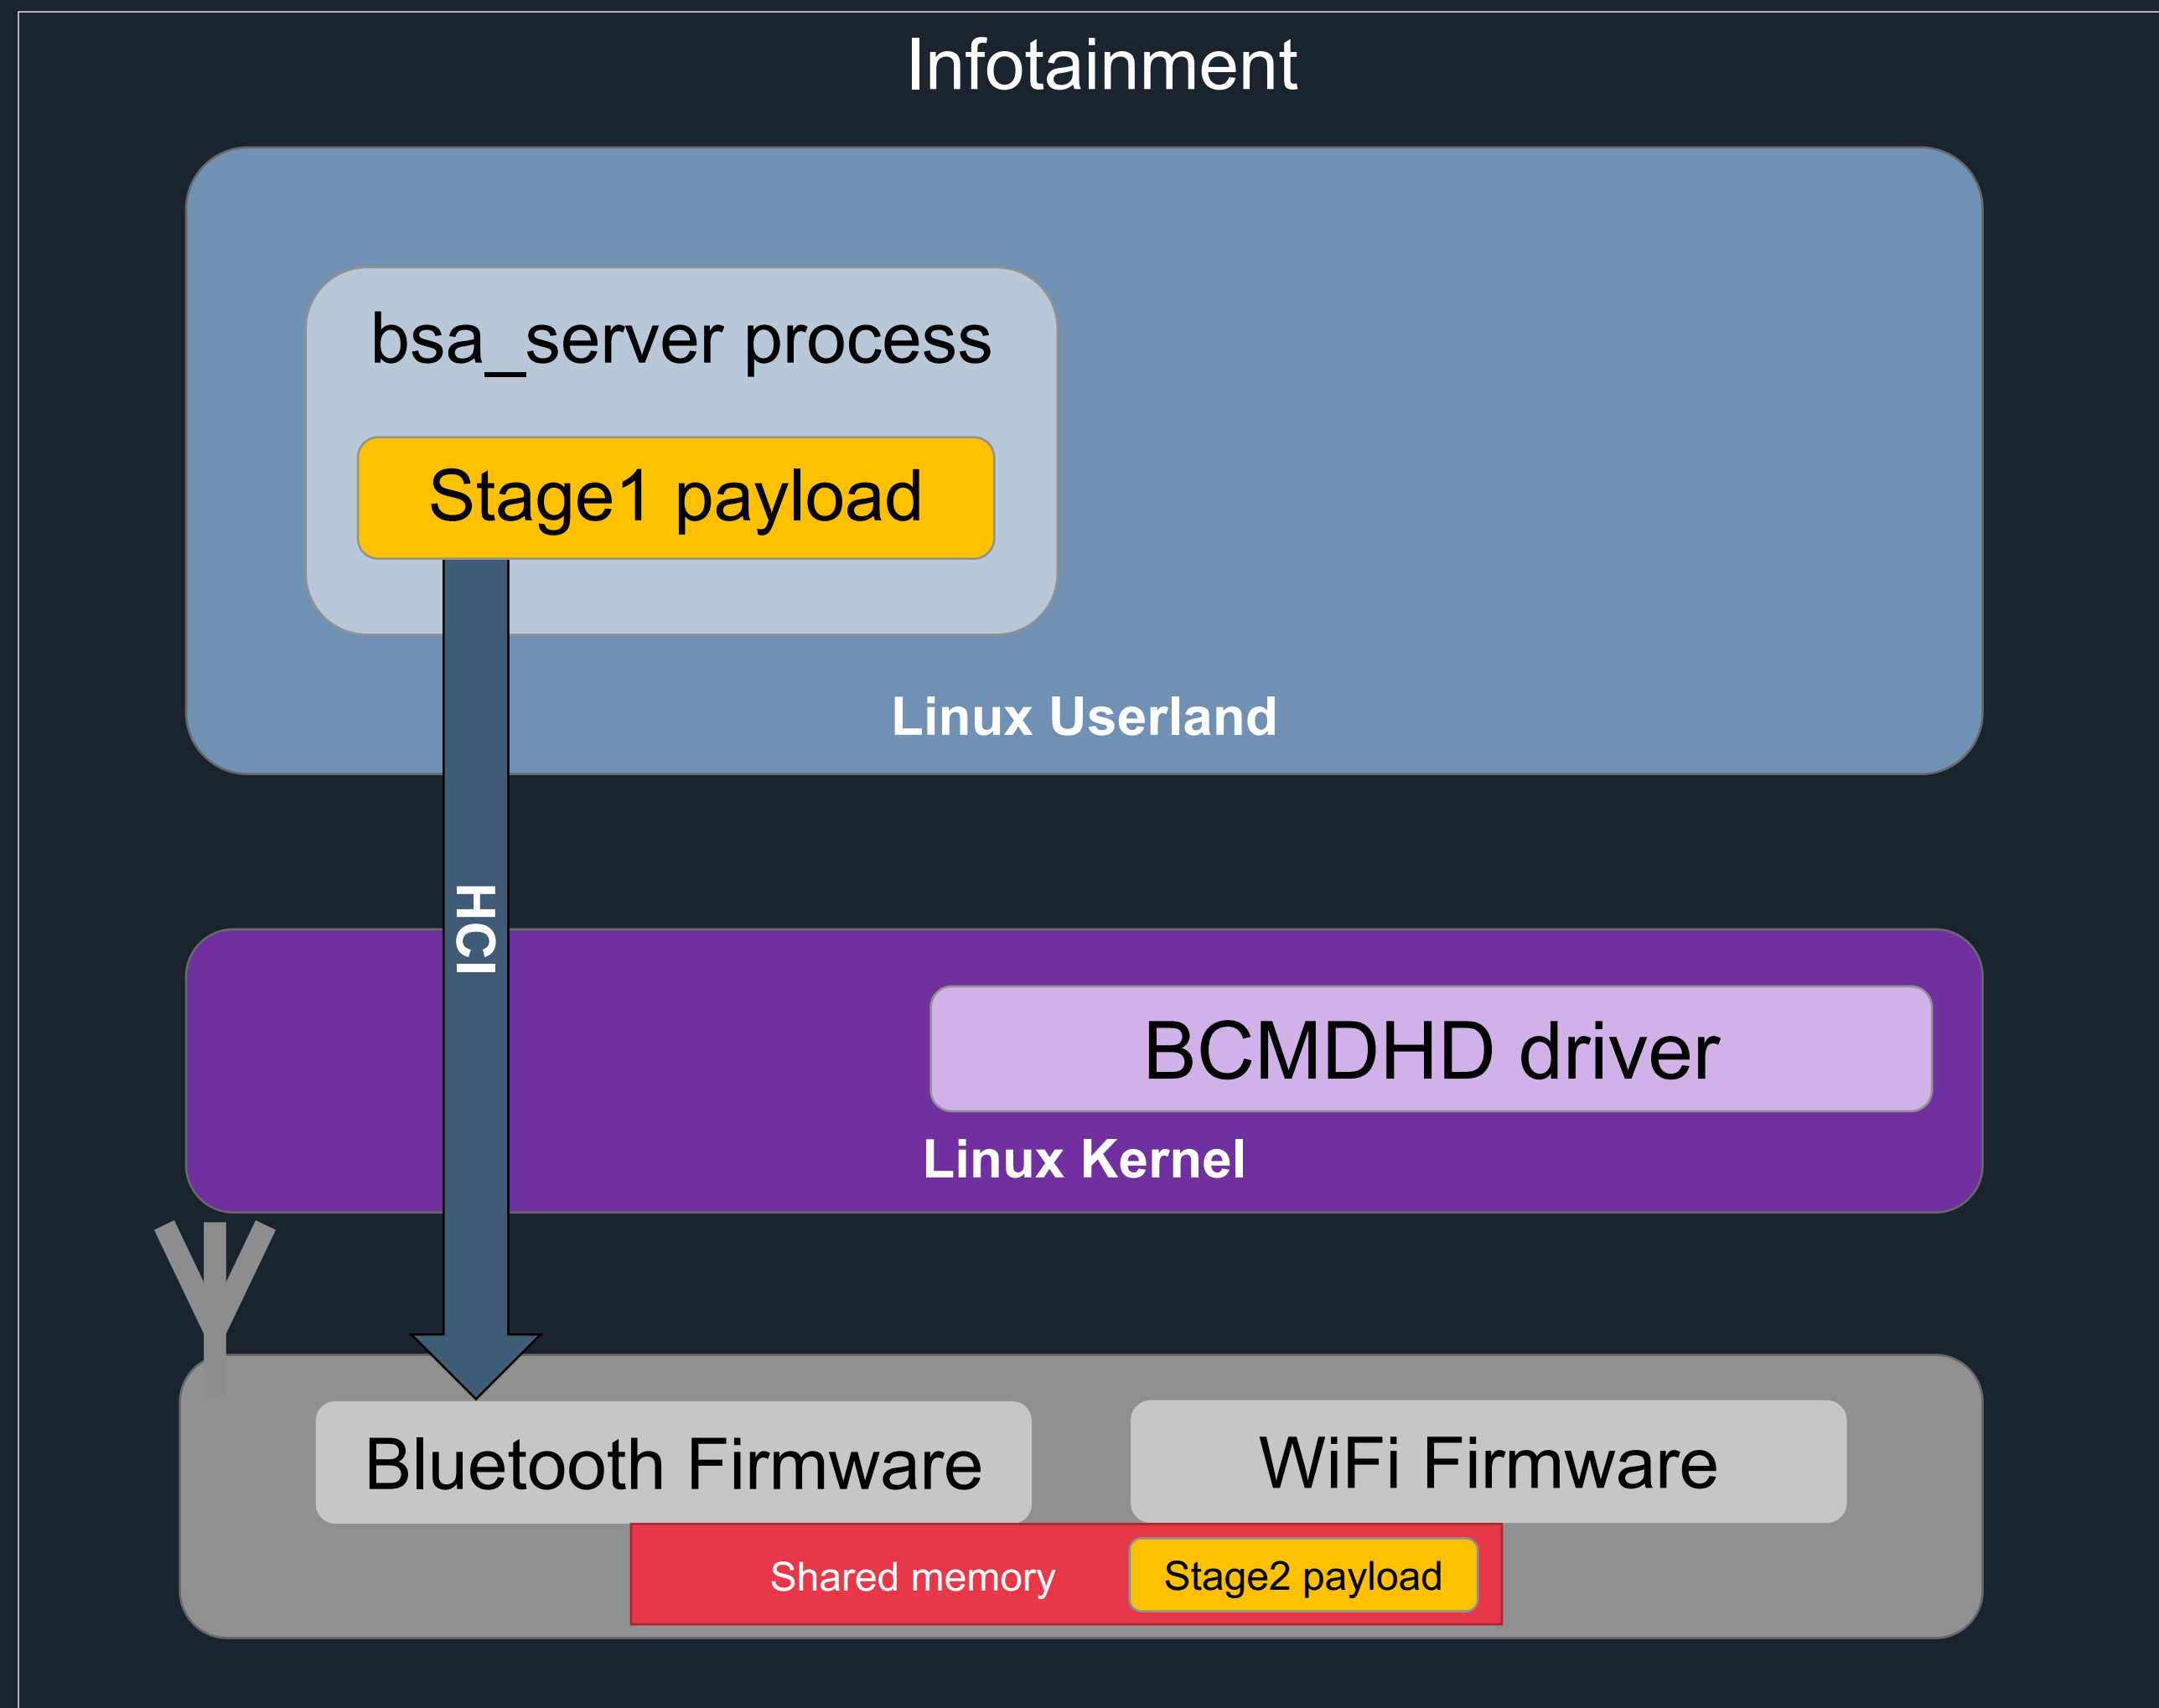 Infotainment
bsa_server process
Stage1 payload
Linux Userland
HCI
BCMDHD driver
Linux Kernel
Bluetooth Firmware
WiFi Firmware
Shared memory
Stage2 payload